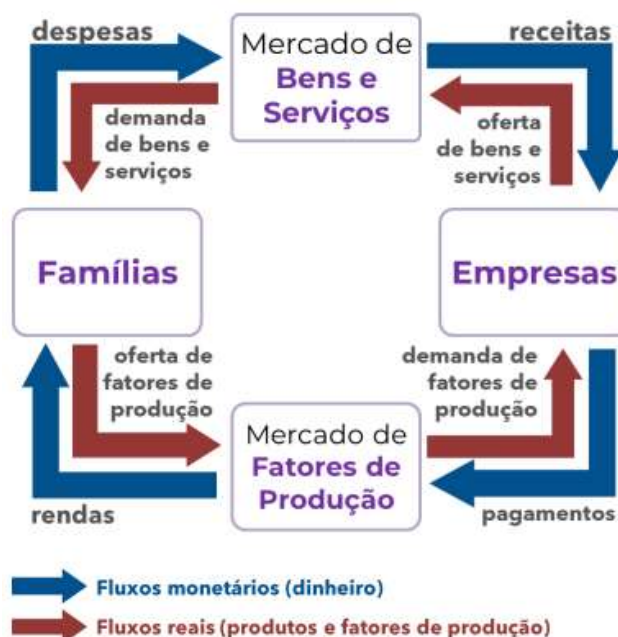 despesas
Mercado de
Bens e
Serviços
receitas
demanda
de bens e
serviços
oferta
de bens e
serviços
Famílias
Empresas
oferta de
fatores de
produção
demanda de
fatores de
produção
Mercado de
Fatores de
Produção
rendas
pagamentos
Fluxos monetários (dinheiro)
Fluxos reais (produtos e fatores de produção)